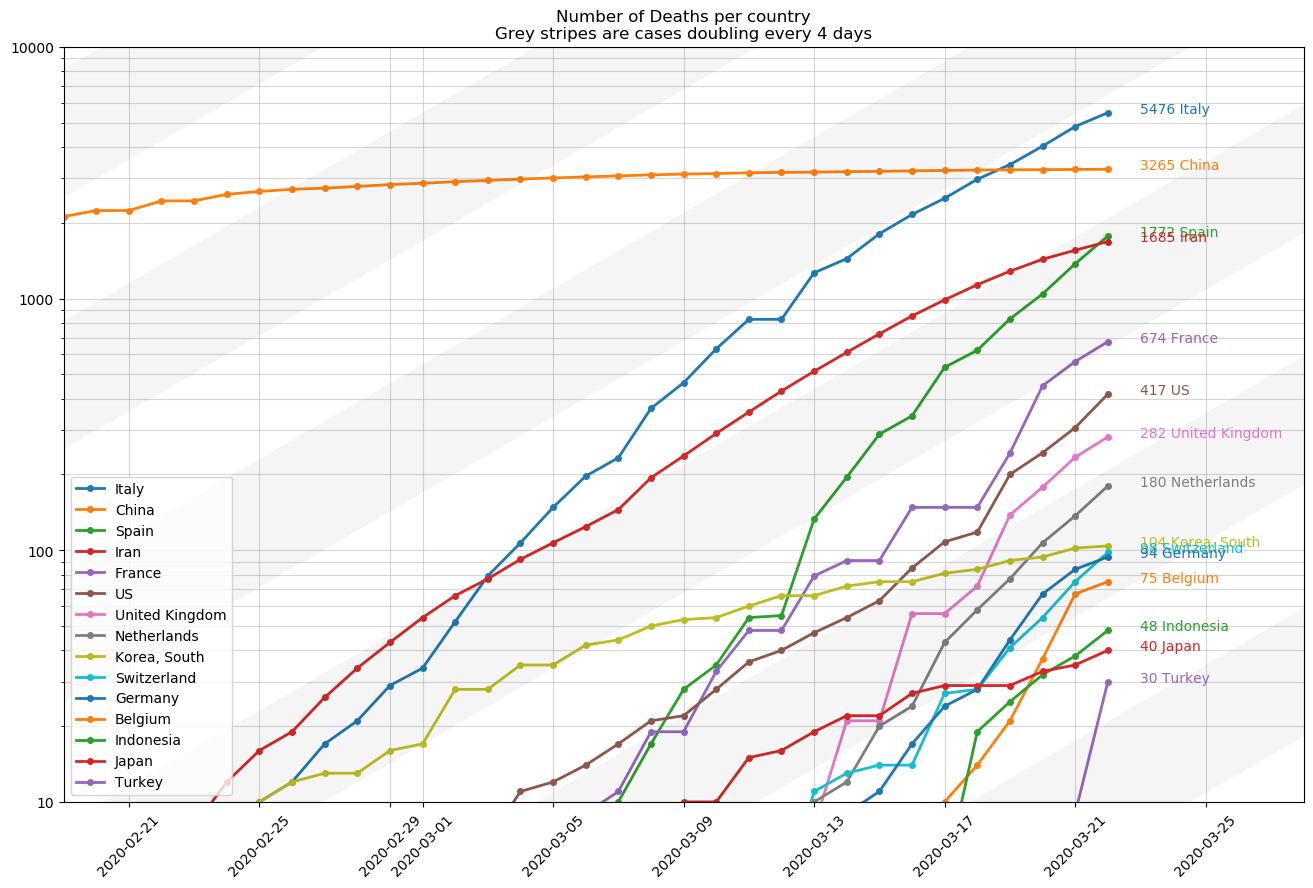 Number of Deaths per country
Grey stripes are cases doubling every 4 days
10000
1000
100
10
5476 Italy
3265 China
1772 Spain
1685 Iran
674 France
417 US
282 United Kingdom
180 Netherlands
104 Korea, South
Switzerland
94 Germany
75 Belgium
48 Indonesia
40 Japan
30 Turkey
Italy
China
Spain
Iran
France
US
United Kingdom
Netherlands
Korea, South
Switzerland
Germany
Belgium
Indonesia
Japan
Turkey
2020-02-21
2020-02-25
2020-02-29
2020-03-01
2020-03-05
2020-03-09
2020-03-13
2020-03-17
2020-03-21
2020-03-25